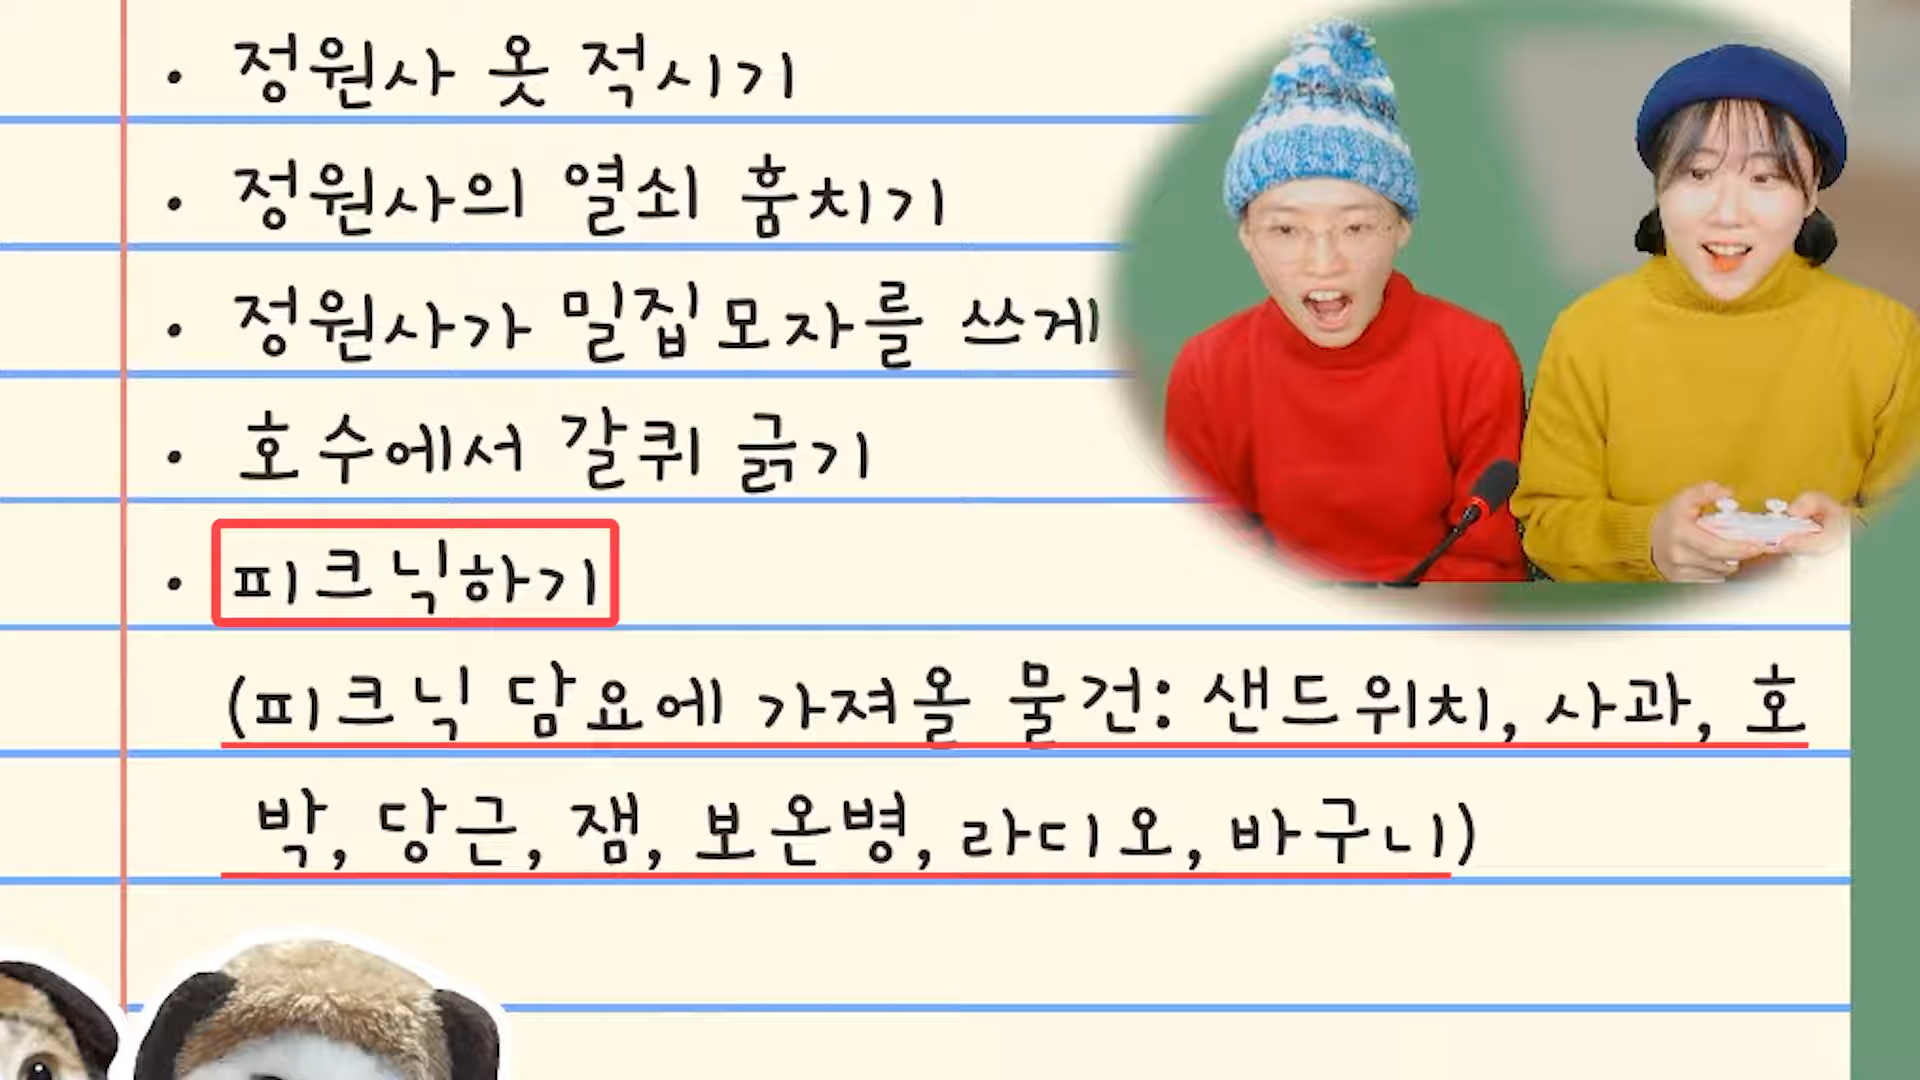 • 정원사 옷 적시기
• 정원사의 열쇠 훔치기
• 정원사가 밀집모자를 쓰게
• 호수에서 갈퀴 긁기
• 피크닉하기
(피크닉 담요에 가져올 물건: 샌드위치, 사과, 호
박, 당근, 잼, 보온병, 라디오, 바구니)